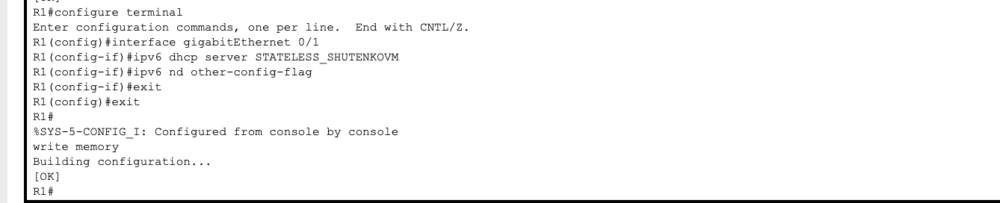 [OK]
R1#configure terminal
Enter configuration commands, one per line.  End with CNTL/Z.
R1(config)#interface gigabitEthernet 0/1
R1(config-if)#ipv6 dhcp server STATELESS_SHUTENKOVM
R1(config-if)#ipv6 nd other-config-flag
R1(config-if)#exit
R1(config)#exit
R1#
%SYS-5-CONFIG_I: Configured from console by console
write memory
Building configuration...
[OK]
R1#